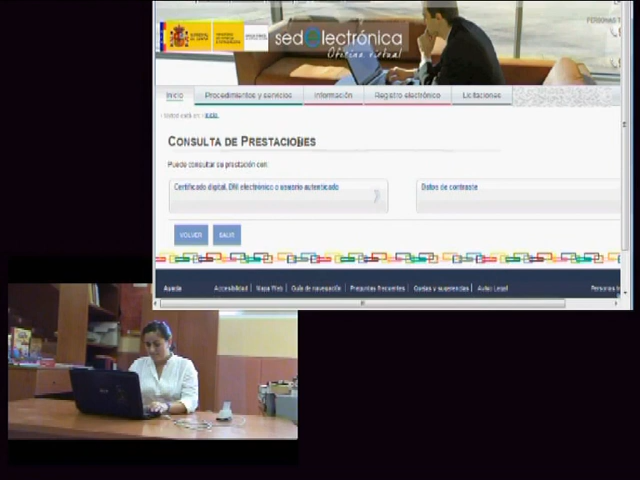 sedelectrónica
Oficina virtual
Inicio Procedimientos y servicios Información Registro electrónico Licitaciones
CONSULTA DE PRESTACIONES
Puede consultar su prestación con:
Certificado digital, DNI electrónico o usuario autenticado
Datos de contraste
VOLVER SALIR
Ayuda Accesibilidad | Mapa Web | Guía de navegación | Preguntas frecuentes | Quejas y sugerencias | Aviso Legal